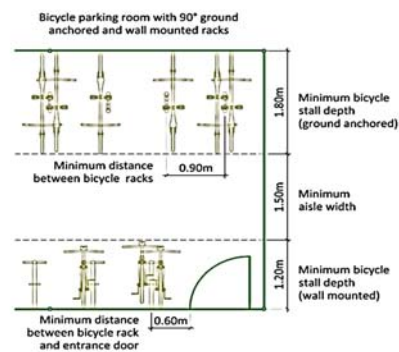 Bicycle parking room with 90° ground
anchored and wall mounted racks
1.80m
Minimum bicycle
stall depth
(ground anchored)
Minimum distance
between bicycle racks
0.90m
1.50m
Minimum
aisle width
1.20m
Minimum bicycle
stall depth
(wall mounted)
Minimum distance
between bicycle rack
and entrance door
0.60m